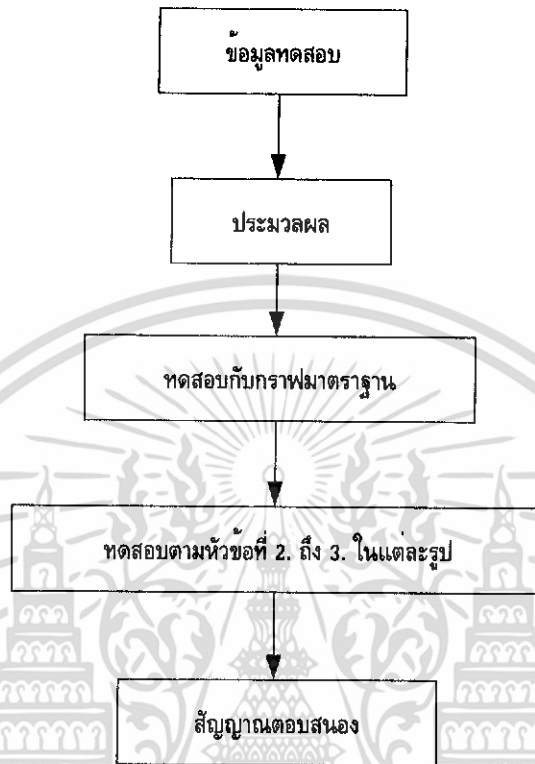 ข้อมูลทดสอบ
ประมวลผล
ทดสอบกับกราฟมาตราฐาน
ทดสอบตามหัวข้อที่ 2. ถึง 3. ในแต่ละรูป
สัญญาณตอบสนอง